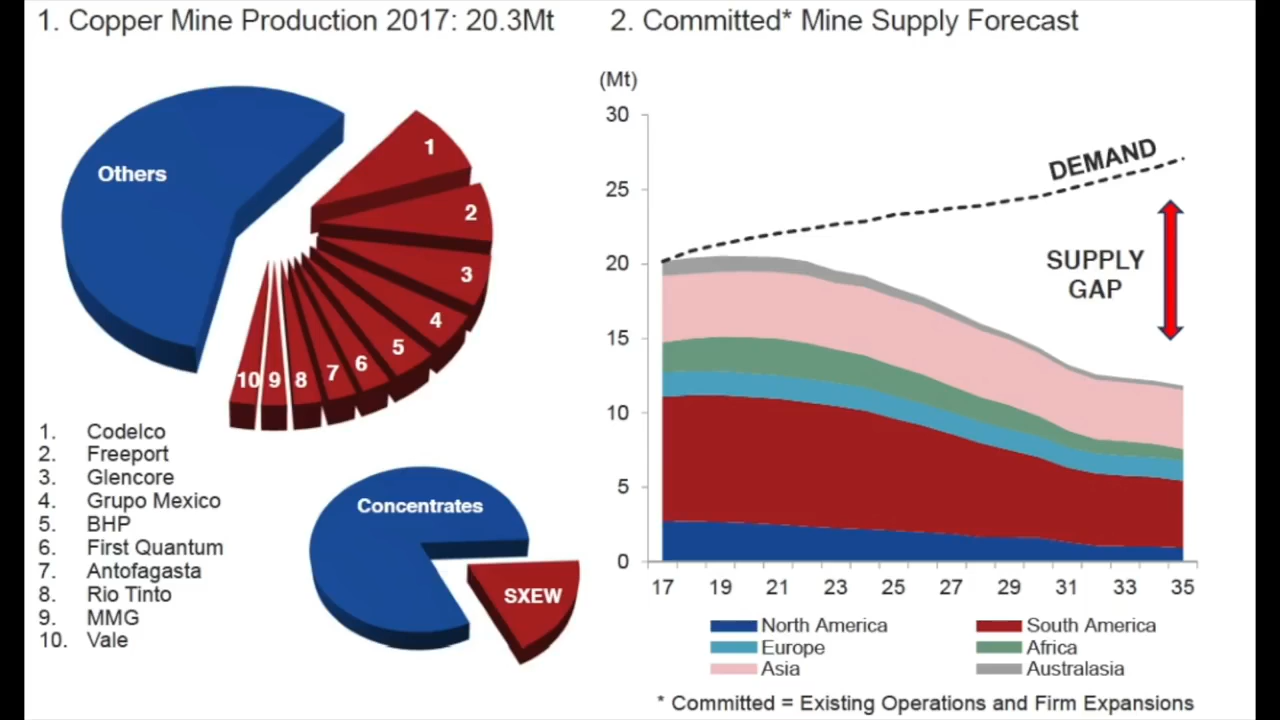 1. Copper Mine Production 2017: 20.3Mt
Others
1
2
3
4
5
6
7
8
9
10
1. Codelco
2. Freeport
3. Glencore
4. Grupo Mexico
5. BHP
6. First Quantum
7. Antofagasta
8. Rio Tinto
9. MMG
10. Vale
Concentrates
SXEW
2. Committed* Mine Supply Forecast
(Mt)
30
25
20
15
10
5
0
DEMAND
SUPPLY
GAP
17 19 21 23 25 27 29 31 33 35
North America South America
Europe Africa
Asia Australasia
* Committed = Existing Operations and Firm Expansions